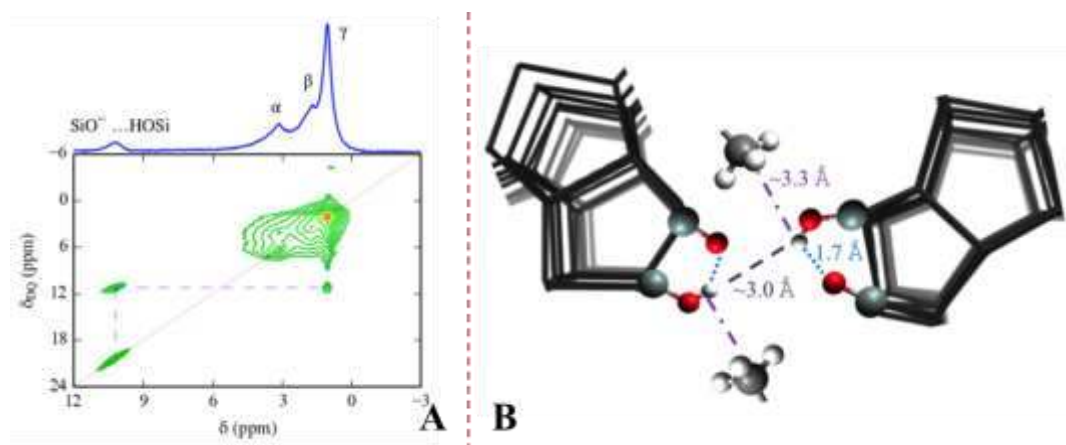 γ
β
α
SiO⁻ …HOSi
−6
0
6
12
18
24
δDQ (ppm)
12 9 6 3 0 −3
δ (ppm)
A
~3.3 Å
1.7 Å
~3.0 Å
B